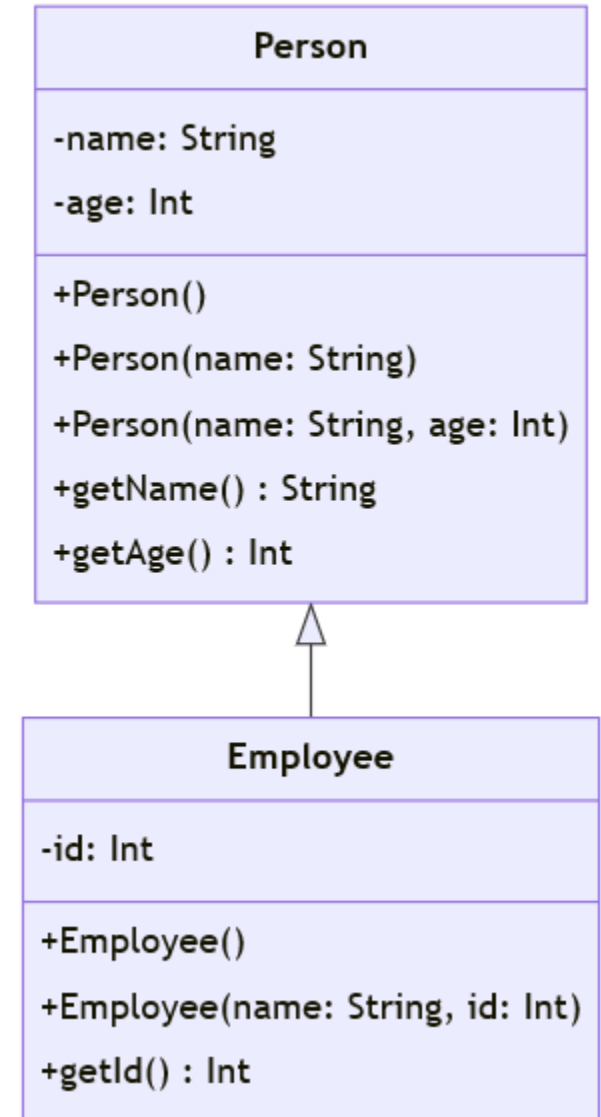 Person
-name: String
-age: Int
+Person()
+Person(name: String)
+Person(name: String, age: Int)
+getName() : String
+getAge() : Int
Employee
-id: Int
+Employee()
+Employee(name: String, id: Int)
+getId() : Int